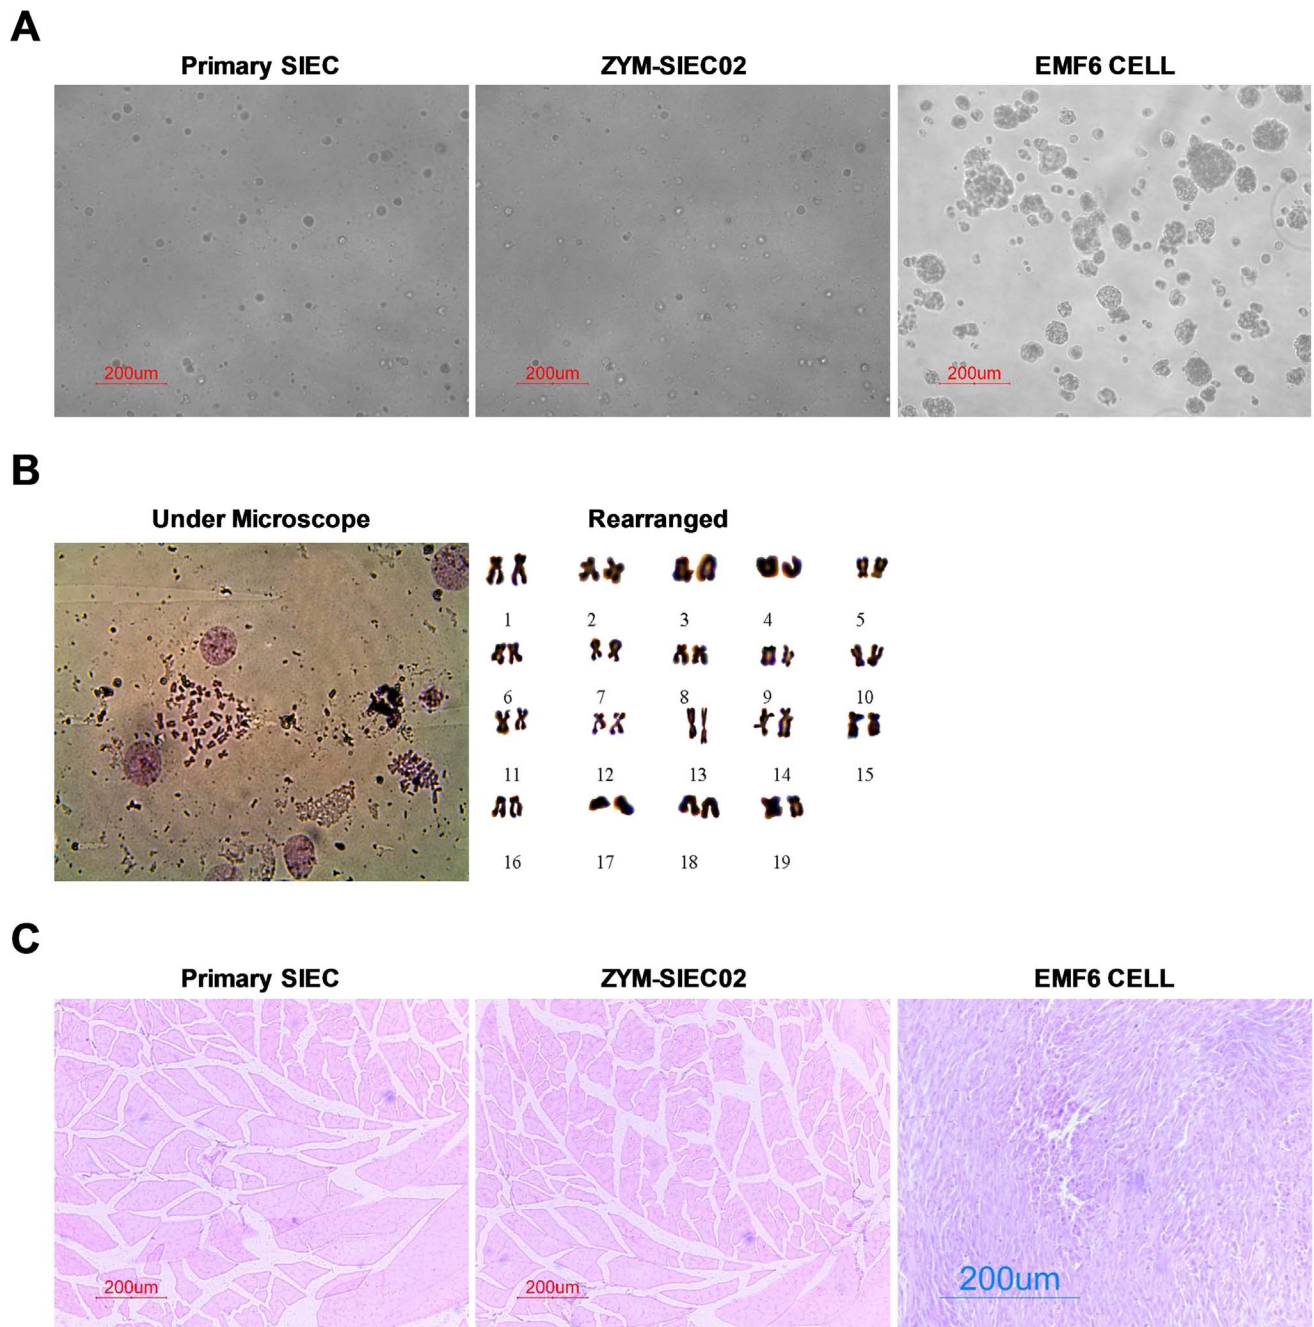 A
Primary SIEC ZYM-SIEC02 EMF6 CELL
200um 200um 200um
B
Under Microscope Rearranged
1 2 3 4 5
6 7 8 9 10
11 12 13 14 15
16 17 18 19
C
Primary SIEC ZYM-SIEC02 EMF6 CELL
200um 200um 200um